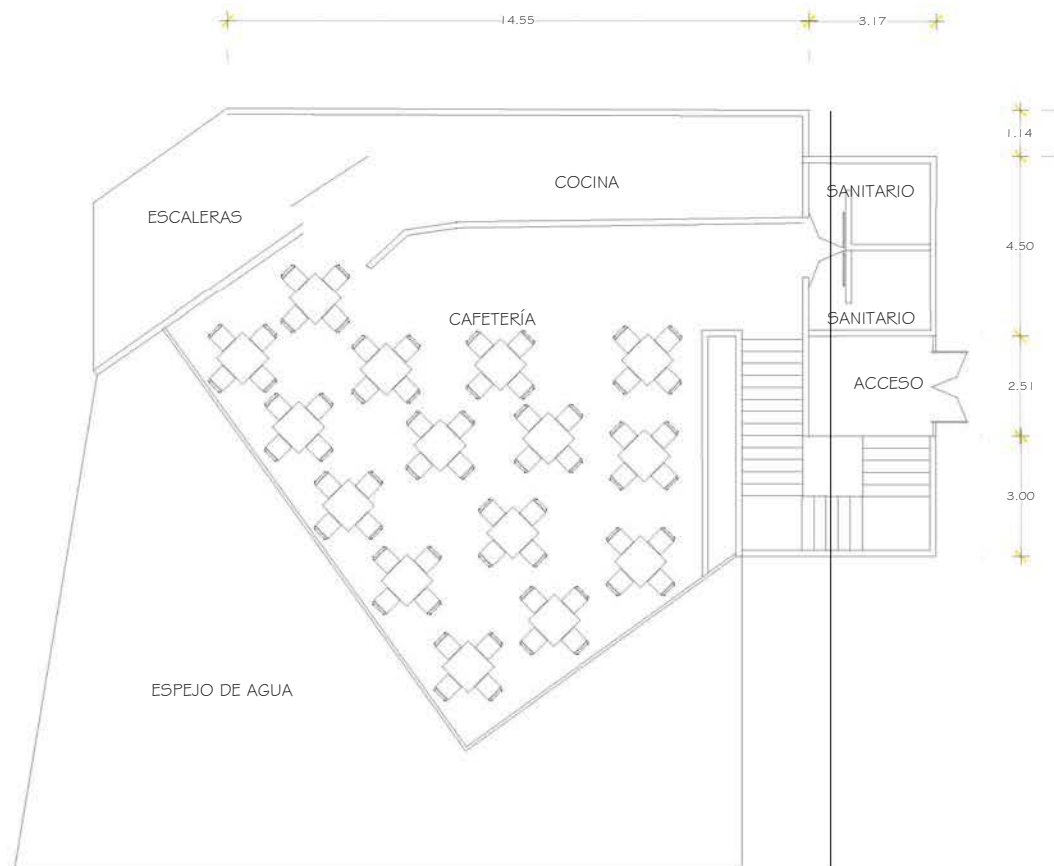 14.55
3.17
1.14
COCINA
SANITARIO
ESCALERAS
4.50
CAFETERÍA
SANITARIO
ACCESO
2.51
3.00
ESPEJO DE AGUA